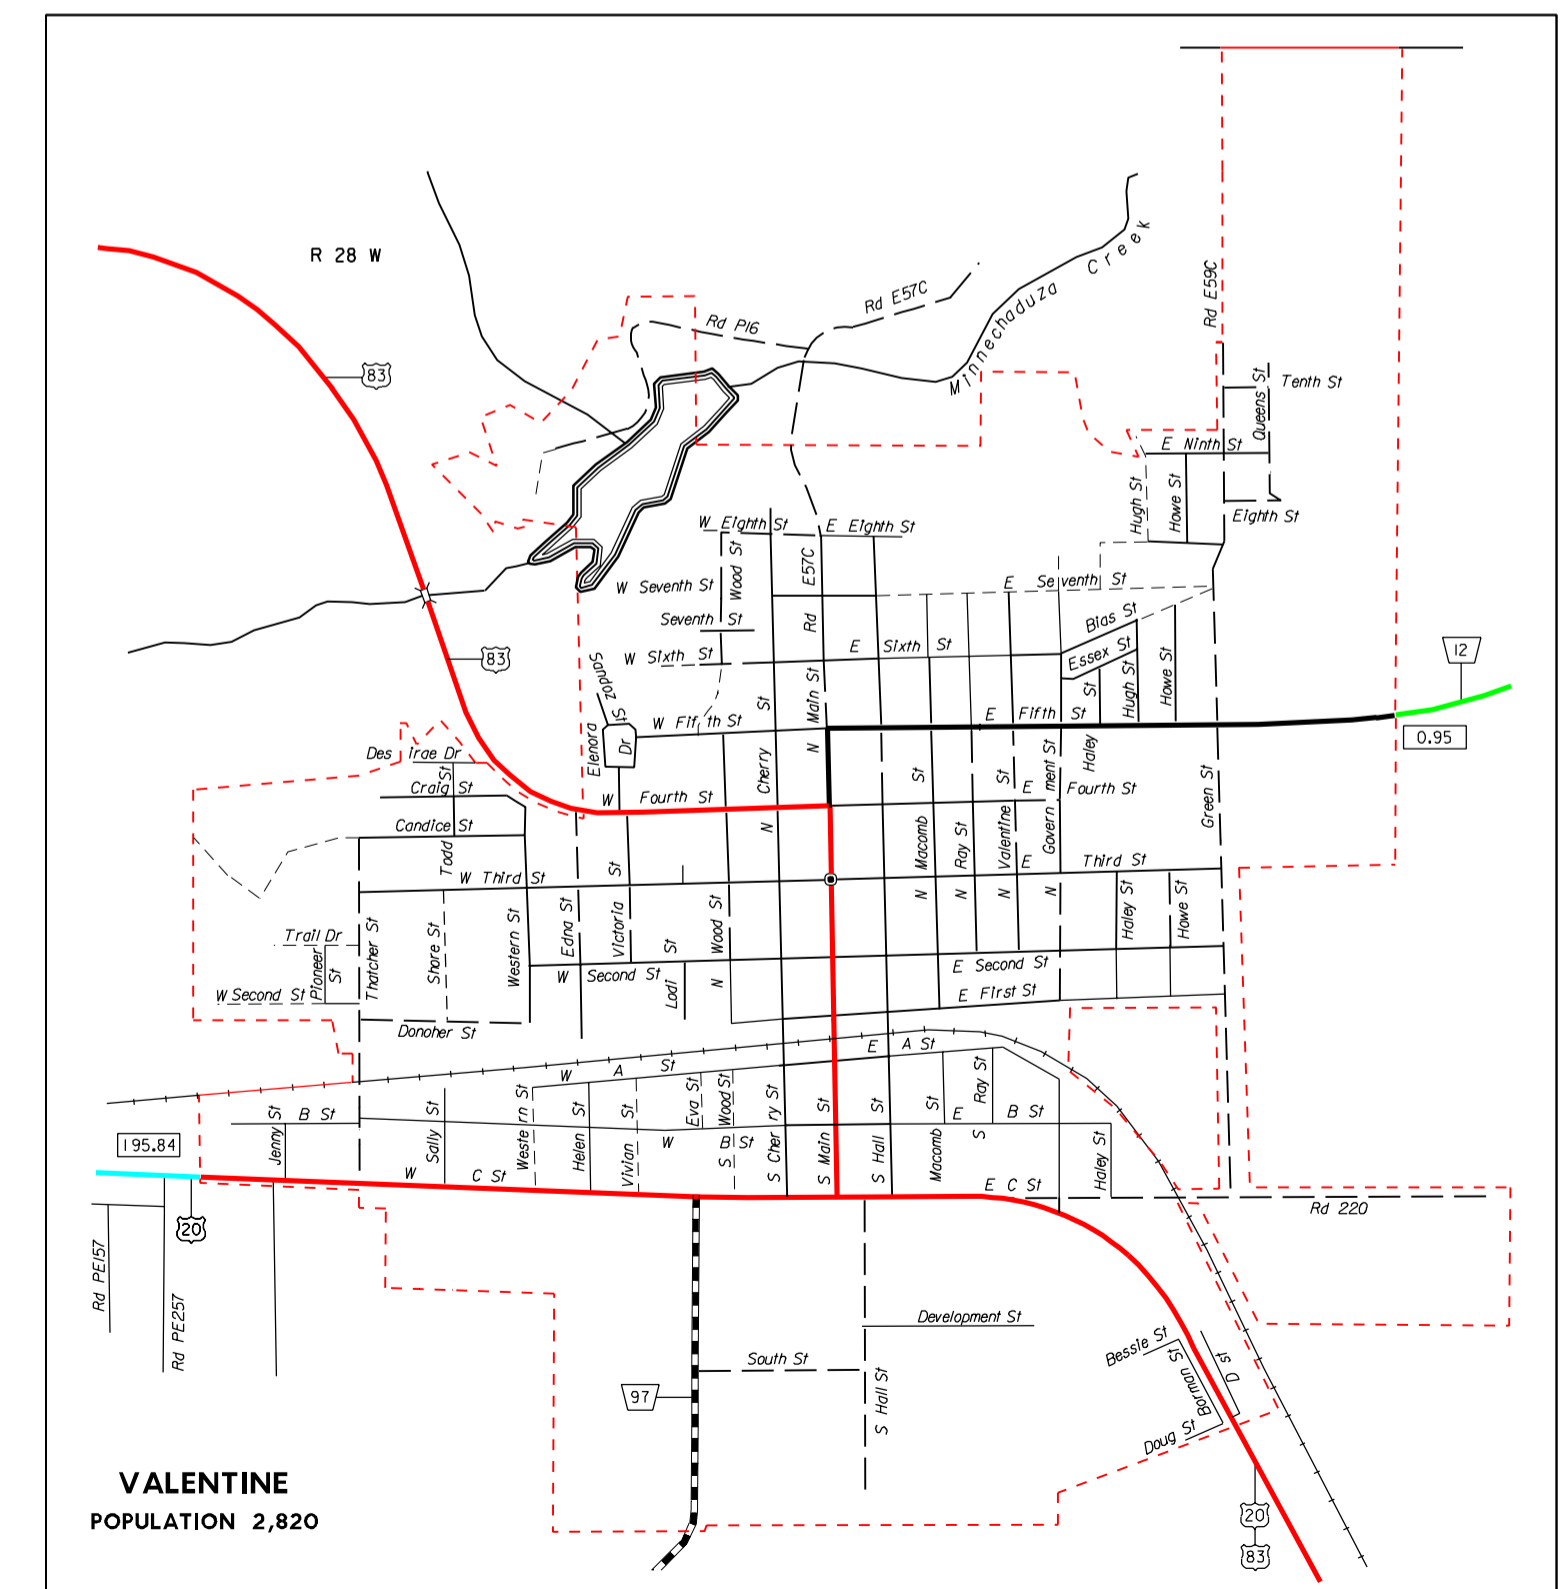 R 28 W
83
Rd P16
Rd E57C
Minnechaduza Creek
Rd E59C
Queens St
Tenth St
E Ninth St
Hugh St
Howe St
Eighth St
W Eighth St
E Eighth St
Wood St
E57C
W Seventh St
E Seventh St
Seventh St
Rd
Bias St
W Sixth St
E Sixth St
Essex St
Hugh St
Howe St
12
83
Sandoz St
W Fifth St
Main St
N
E Fifth St
0.95
Elenora Dr
Cherry St
N
Haley St
Desirae Dr
Craig St
Candice St
Todd St
W Fourth St
E Fourth St
Green St
N Macomb St
N Ray St
N Valentine St
N Government St
W Third St
E Third St
Thatcher St
Shore St
Western St
Edna St
Victoria St
N Wood St
Haley St
Howe St
Trail Dr
Pioneer St
W Second St
W Second St
Lodi St
E Second St
E First St
Donoher St
E A St
W A St
B St
Jenny St
Sally St
Western St
Helen St
Vivian St
Eva St
Wood St
S
W B St
S Cherry St
S Main St
S Hall St
Macomb St
S Ray St
E B St
Haley St
195.84
W C St
E C St
20
Rd 220
Rd PE157
Rd PE257
Development St
South St
S Hall St
97
Bessie St
Borman St
D St
Doug St
20
83
VALENTINE
POPULATION 2,820